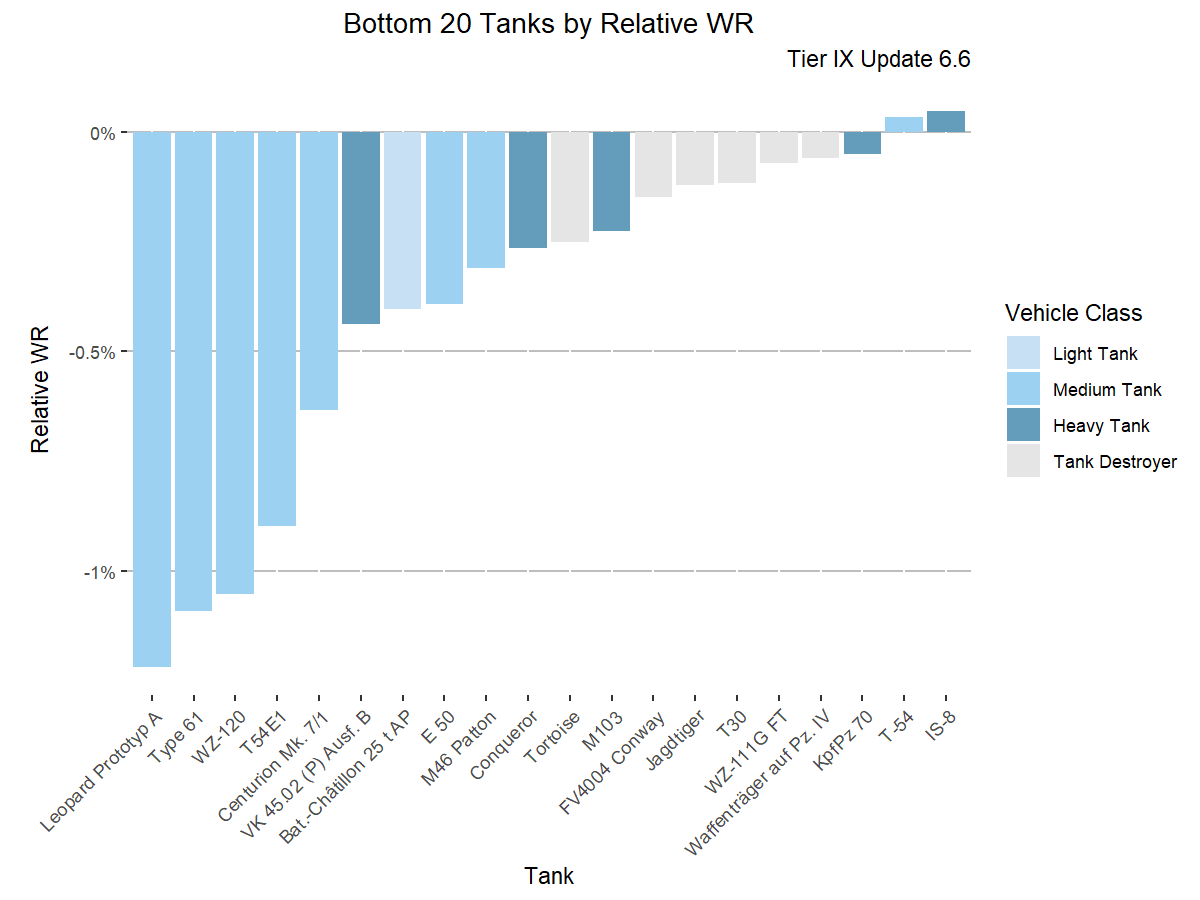 Bottom 20 Tanks by Relative WR
Tier IX Update 6.6
0%
-0.5%
-1%
Relative WR
Leopard Prototyp A
Type 61
WZ-120
T54E1
Centurion Mk. 7/1
VK 45.02 (P) Ausf. B
Bat.-Châtillon 25 t AP
E 50
M46 Patton
Conqueror
Tortoise
M103
FV4004 Conway
Jagdtiger
T30
WZ-111G FT
Waffenträger auf Pz. IV
KpfPz 70
T-54
IS-8
Tank
Vehicle Class
Light Tank
Medium Tank
Heavy Tank
Tank Destroyer